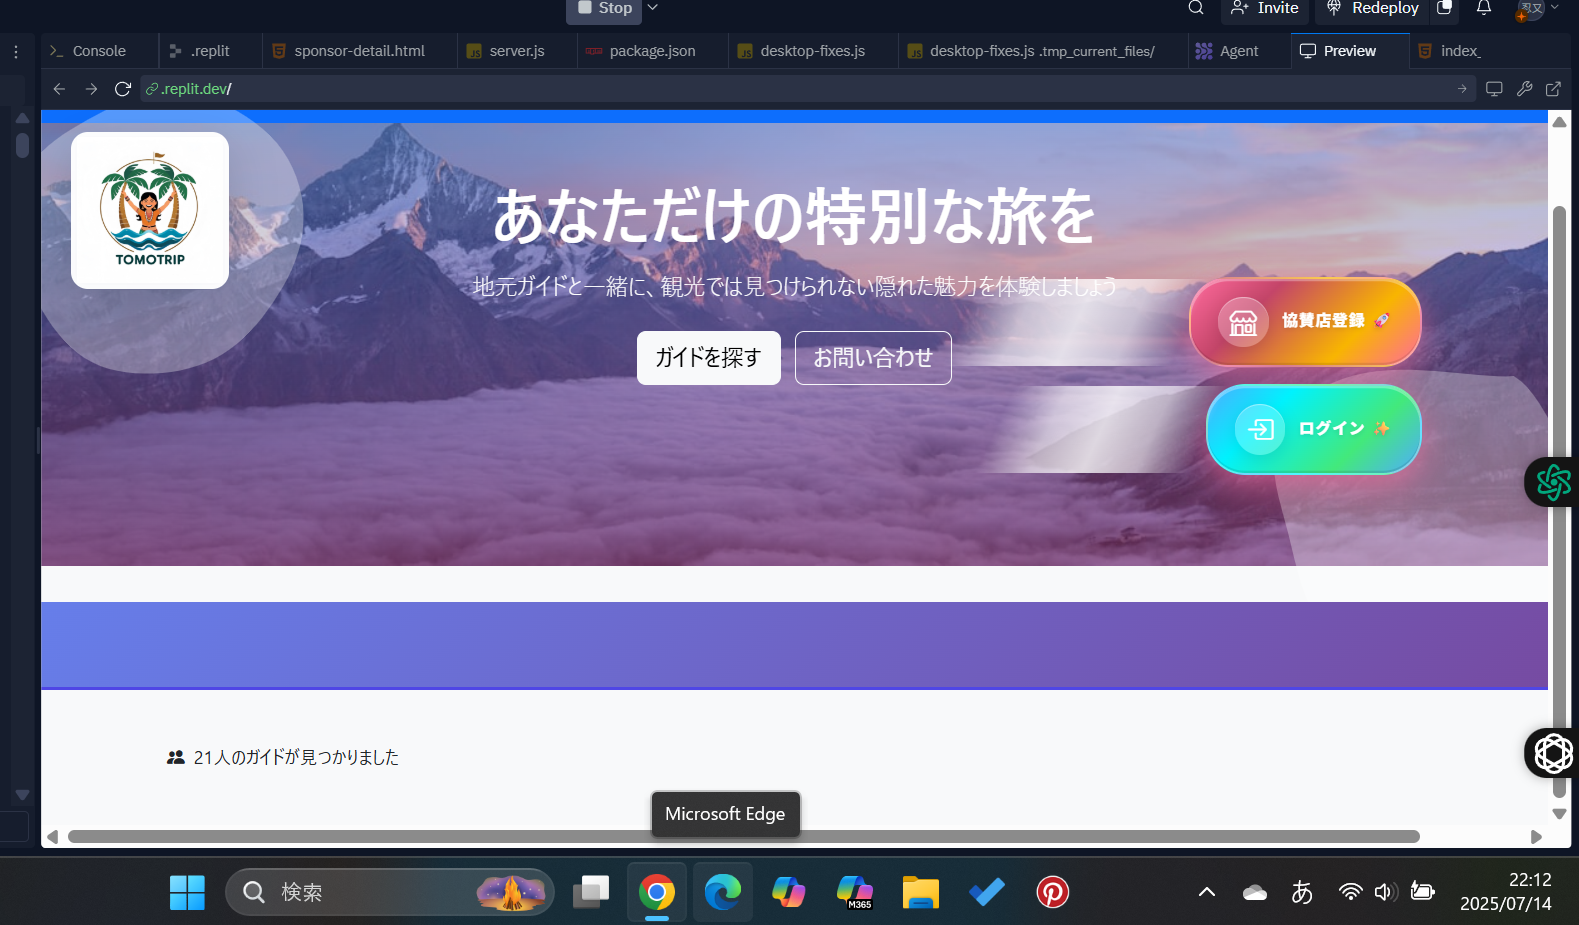 Stop
Invite
Redeploy
忍又
Console
.replit
sponsor-detail.html
server.js
package.json
desktop-fixes.js
desktop-fixes.js .tmp_current_files/
Agent
Preview
index_
.replit.dev/
TOMOTRIP
あなただけの特別な旅を
地元ガイドと一緒に、観光では見つけられない隠れた魅力を体験しましょう
ガイドを探す
お問い合わせ
協賛店登録 🚀
ログイン ✨
21人のガイドが見つかりました
Microsoft Edge
検索
M365
あ
22:12
2025/07/14